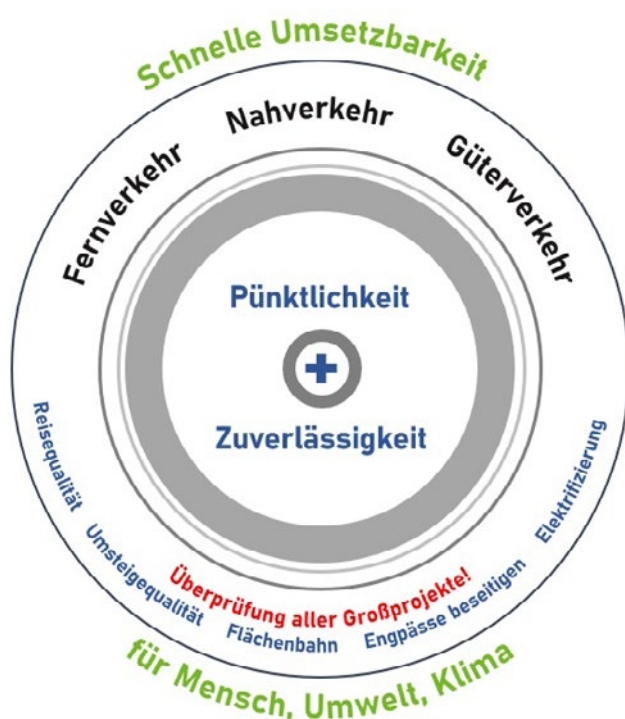 Schnelle Umsetzbarkeit
Fernverkehr
Nahverkehr
Güterverkehr
Pünktlichkeit
+
Zuverlässigkeit
Reisequalität
Umsteigequalität
Flächenbahn
Engpässe beseitigen
Elektrifizierung
Überprüfung aller Großprojekte!
für Mensch, Umwelt, Klima